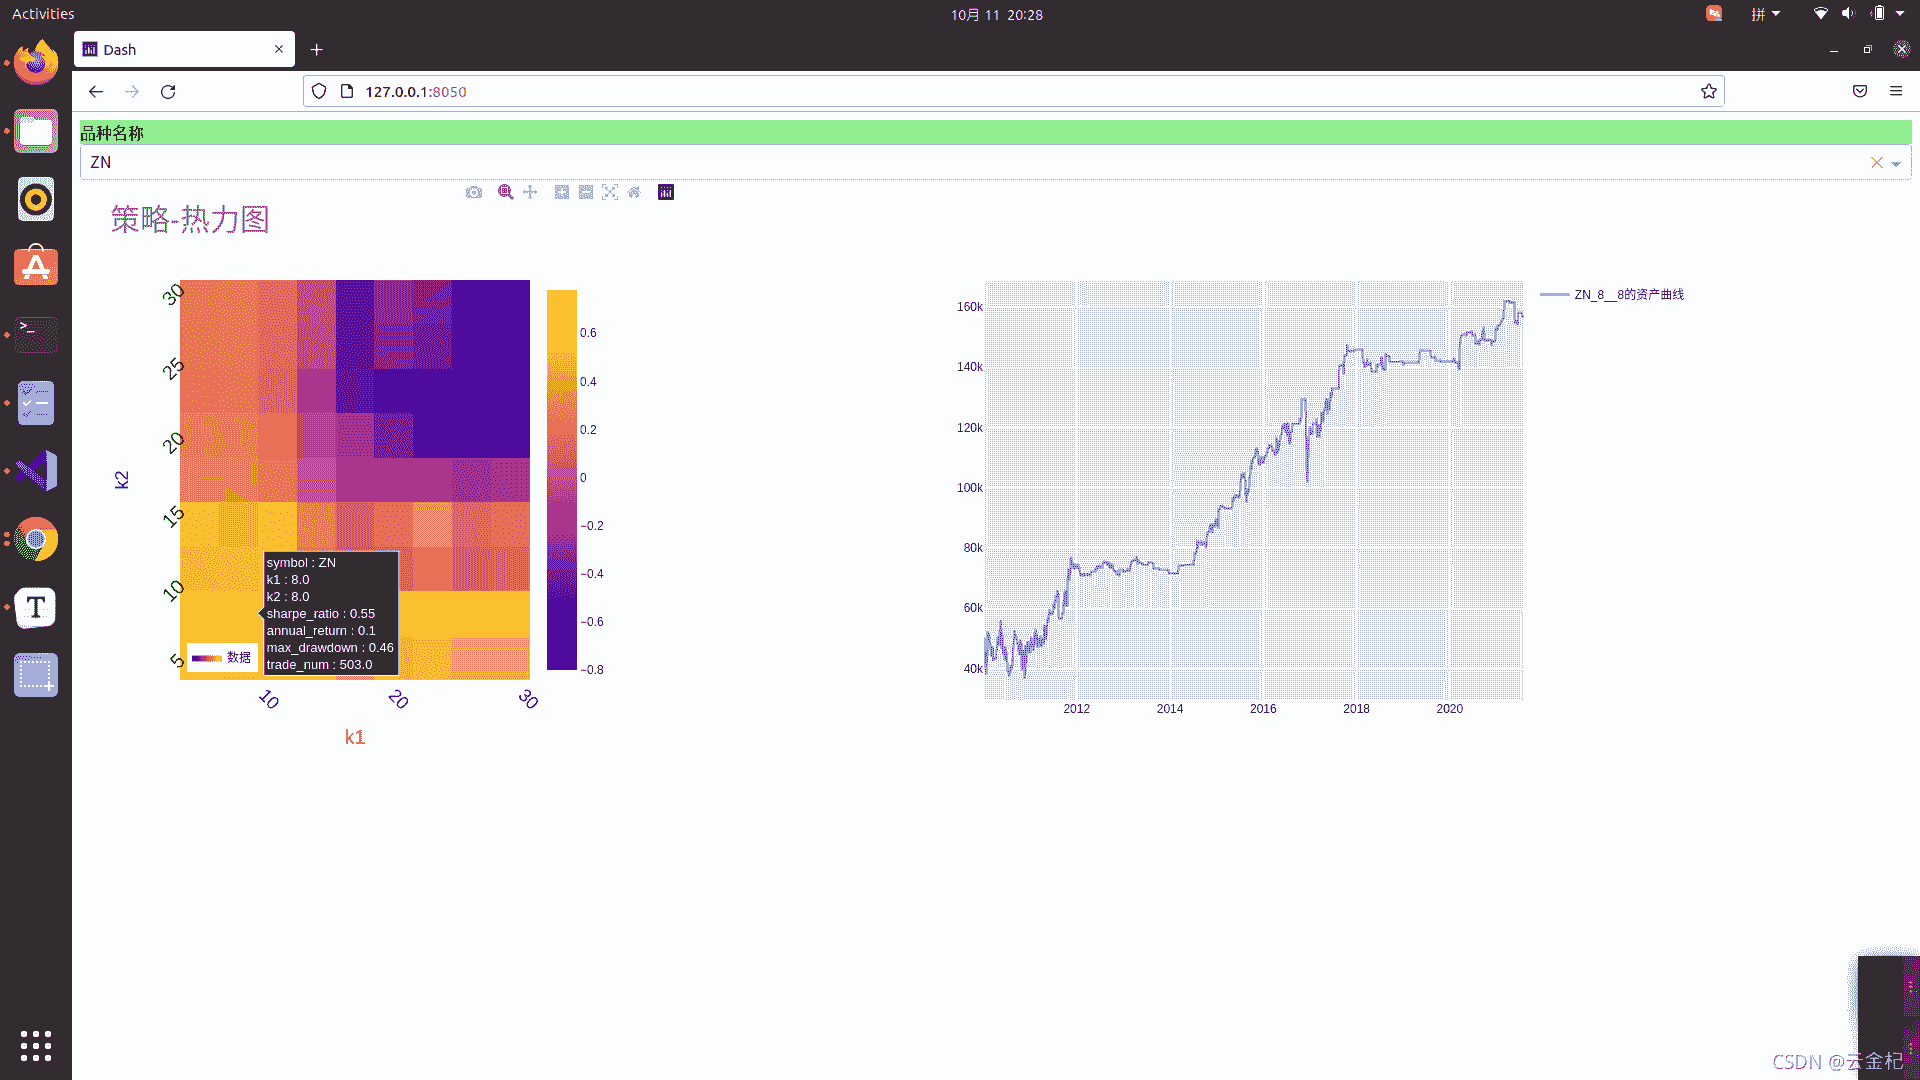 Activities
10月 11 20:28
拼
Dash
127.0.0.1:8050
品种名称
ZN
策略-热力图
30
25
20
15
10
5
k2
10
20
30
k1
数据
symbol : ZN
k1 : 8.0
k2 : 8.0
sharpe_ratio : 0.55
annual_return : 0.1
max_drawdown : 0.46
trade_num : 503.0
0.6
0.4
0.2
0
−0.2
−0.4
−0.6
−0.8
160k
140k
120k
100k
80k
60k
40k
2012
2014
2016
2018
2020
ZN_8__8的资产曲线
CSDN @云金杞